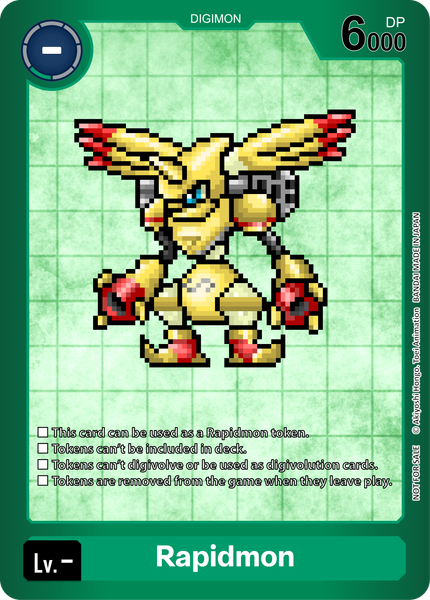 DIGIMON
-
6000
DP
□ This card can be used as a Rapidmon token.
□ Tokens can't be included in deck.
□ Tokens can't digivolve or be used as digivolution cards.
□ Tokens are removed from the game when they leave play.
NOT FOR SALE © Akiyoshi Hongo, Toei Animation BANDAI MADE IN JAPAN
Lv.-
Rapidmon